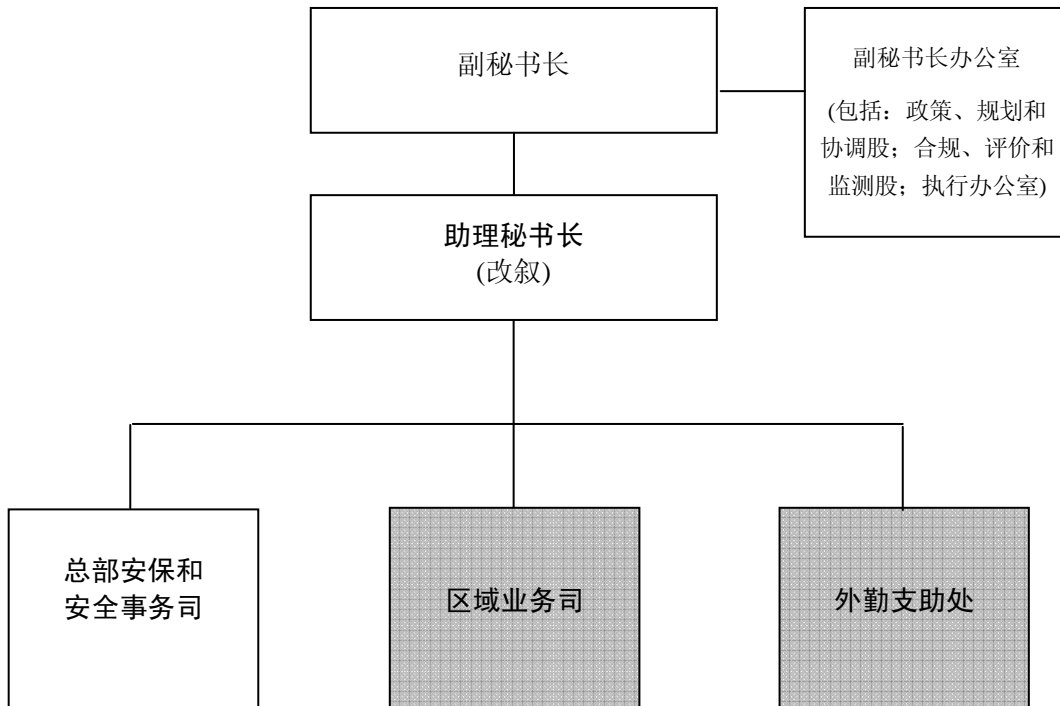 副秘书长
副秘书长办公室
(包括：政策、规划和
协调股；合规、评价和
监测股；执行办公室)
助理秘书长
(改叙)
总部安保和
安全事务司
区域业务司
外勤支助处